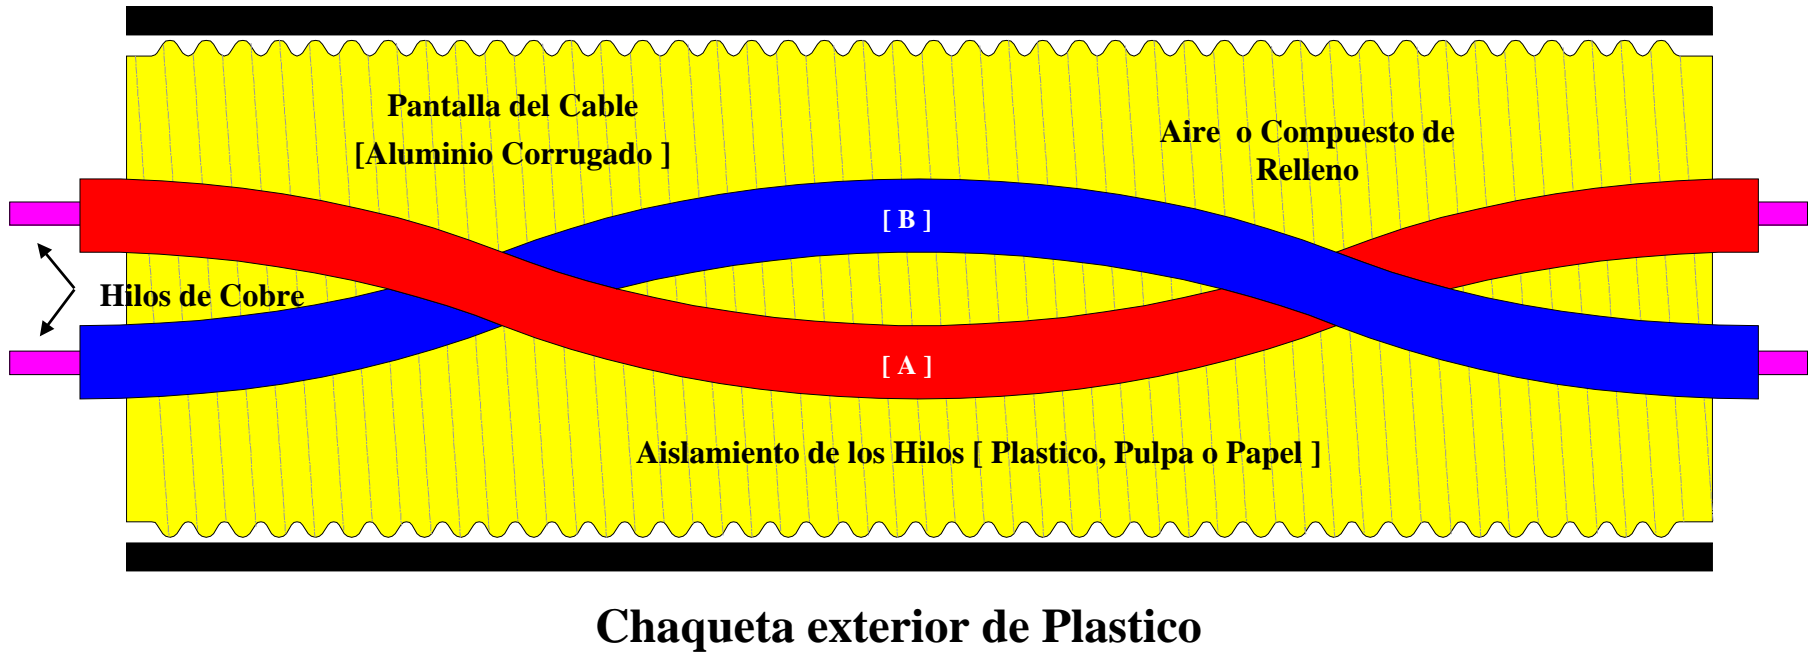 Pantalla del Cable
[Aluminio Corrugado ]
Aire o Compuesto de
Relleno
[ B ]
Hilos de Cobre
[ A ]
Aislamiento de los Hilos [ Plastico, Pulpa o Papel ]
Chaqueta exterior de Plastico